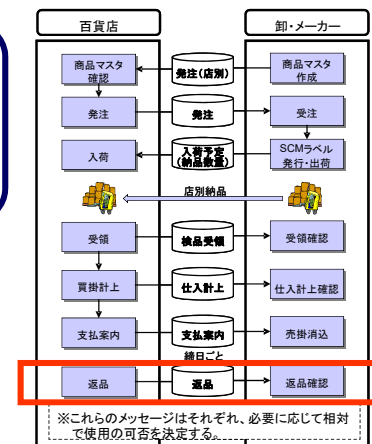 百貨店
卸・メーカー
商品マスタ
確認
発注(店別)
商品マスタ
作成
発注
発注
受注
入荷
入荷予定
(納品数量)
SCMラベル
発行・出荷
店別納品
受領
検品受領
受領確認
買掛計上
仕入計上
仕入計上確認
支払案内
支払案内
売掛消込
締日ごと
返品
返品
返品確認
※これらのメッセージはそれぞれ、必要に応じて相対
で使用の可否を決定する。